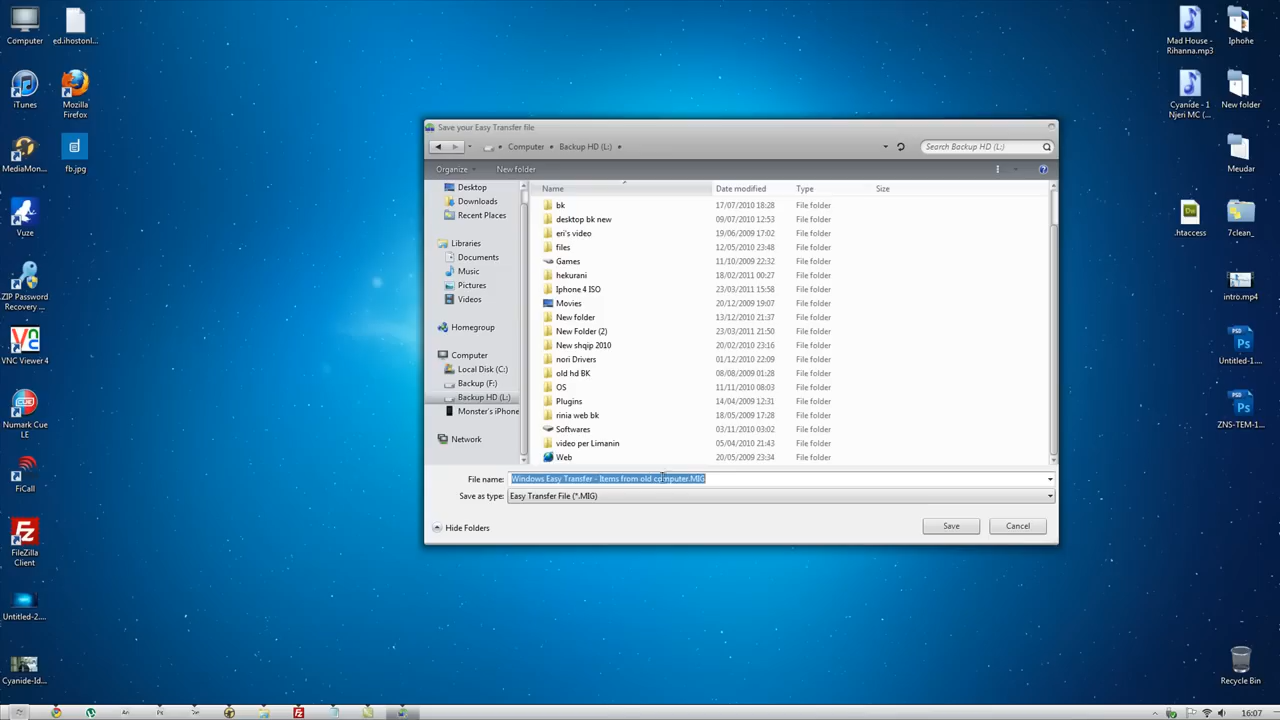 Computer
ed.ihostonl...
iTunes
Mozilla
Firefox
MediaMon...
fb.jpg
Vuze
ZIP Password
Recovery ...
VNC Viewer 4
Numark Cue
LE
FiCall
FileZilla
Client
Untitled-2....
Cyanide-Id...
Save your Easy Transfer file
Computer Backup HD (L:)
Search Backup HD (L:)
Organize New folder
Desktop
Downloads
Recent Places
Libraries
Documents
Music
Pictures
Videos
Homegroup
Computer
Local Disk (C:)
Backup (F:)
Backup HD (L:)
Monster's iPhone
Network
Name Date modified Type Size
bk 17/07/2010 18:28 File folder
desktop bk new 09/07/2010 12:53 File folder
eri's video 19/06/2009 17:02 File folder
files 12/05/2010 23:48 File folder
Games 11/10/2009 22:32 File folder
hekurani 18/02/2011 00:27 File folder
Iphone 4 ISO 23/03/2011 15:58 File folder
Movies 20/12/2009 19:07 File folder
New folder 13/12/2010 21:37 File folder
New Folder (2) 23/03/2011 21:50 File folder
New shqip 2010 20/02/2010 23:16 File folder
nori Drivers 01/12/2010 22:09 File folder
old hd BK 08/08/2009 01:28 File folder
OS 11/11/2010 08:03 File folder
Plugins 14/04/2009 12:31 File folder
rinia web bk 18/05/2009 17:28 File folder
Softwares 03/11/2010 03:02 File folder
video per Limanin 05/04/2010 21:43 File folder
Web 20/05/2009 23:34 File folder
File name: Windows Easy Transfer - Items from old computer.MIG
Save as type: Easy Transfer File (*.MIG)
Hide Folders
Save
Cancel
Mad House -
Rihanna.mp3
Iphohe
Cyanide - 1
Njeri MC (...
New folder
Meudar
.htaccess
7clean_
intro.mp4
Untitled-1....
ZNS-TEM-1...
Recycle Bin
16:07